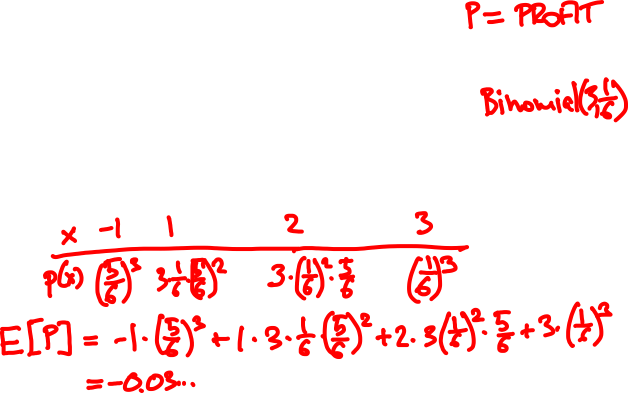 P = PROFIT
Binomiel(3,1/6)
x -1 1 2 3
p(x) (5/6)^3 3·1/6·(5/6)^2 3·(1/6)^2·5/6 (1/6)^3
E[P] = -1·(5/6)^3 + 1·3·1/6·(5/6)^2 + 2·3(1/6)^2·5/6 + 3·(1/6)^3
= -0.03...